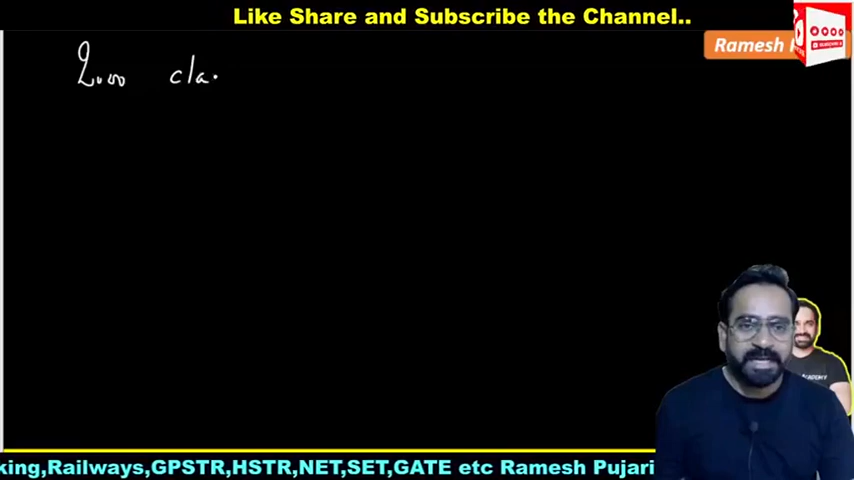 Like Share and Subscribe the Channel..
Ramesh
2000 cla.
ACADEMY
king,Railways,GPSTR,HSTR,NET,SET,GATE etc Ramesh Pujari